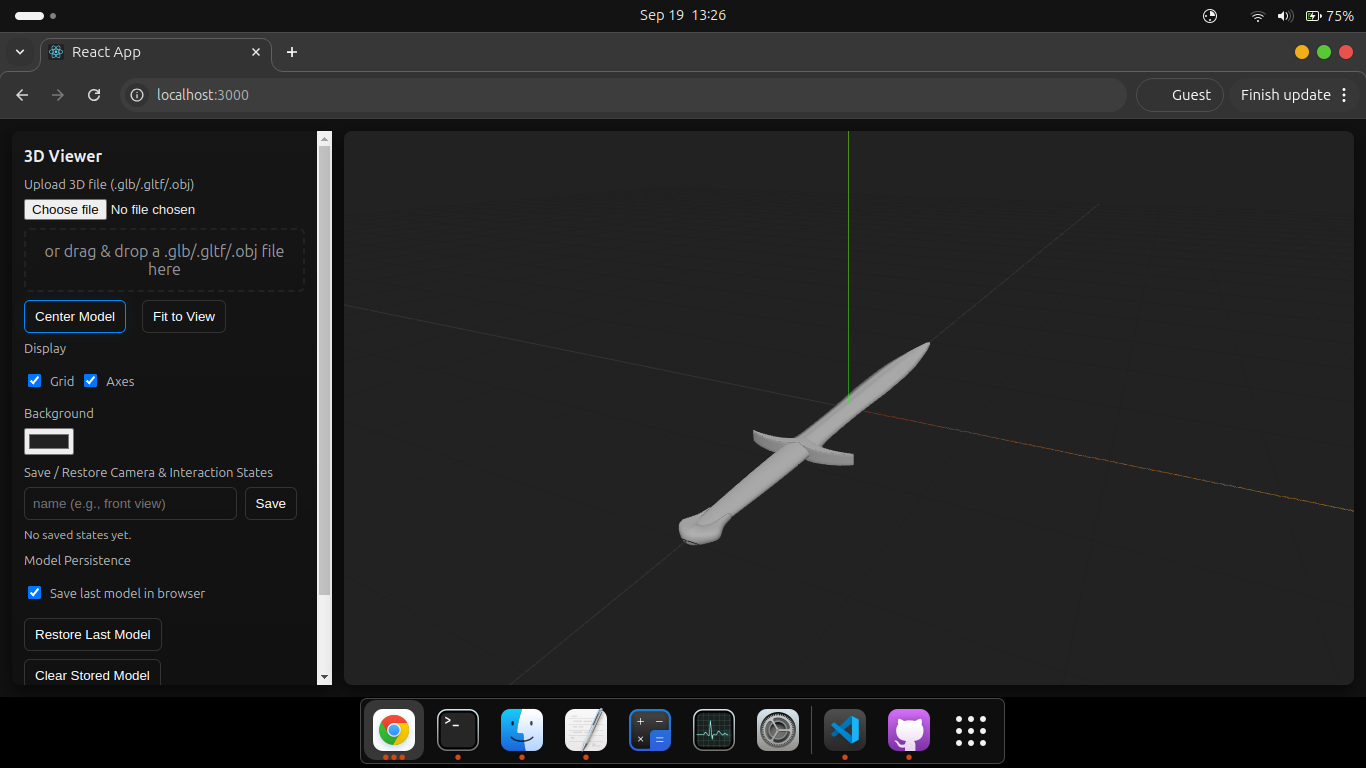 Sep 19 13:26
75%
React App
localhost:3000
Guest
Finish update
3D Viewer
Upload 3D file (.glb/.gltf/.obj)
Choose file No file chosen
or drag & drop a .glb/.gltf/.obj file
here
Center Model
Fit to View
Display
Grid
Axes
Background
Save / Restore Camera & Interaction States
name (e.g., front view)
Save
No saved states yet.
Model Persistence
Save last model in browser
Restore Last Model
Clear Stored Model